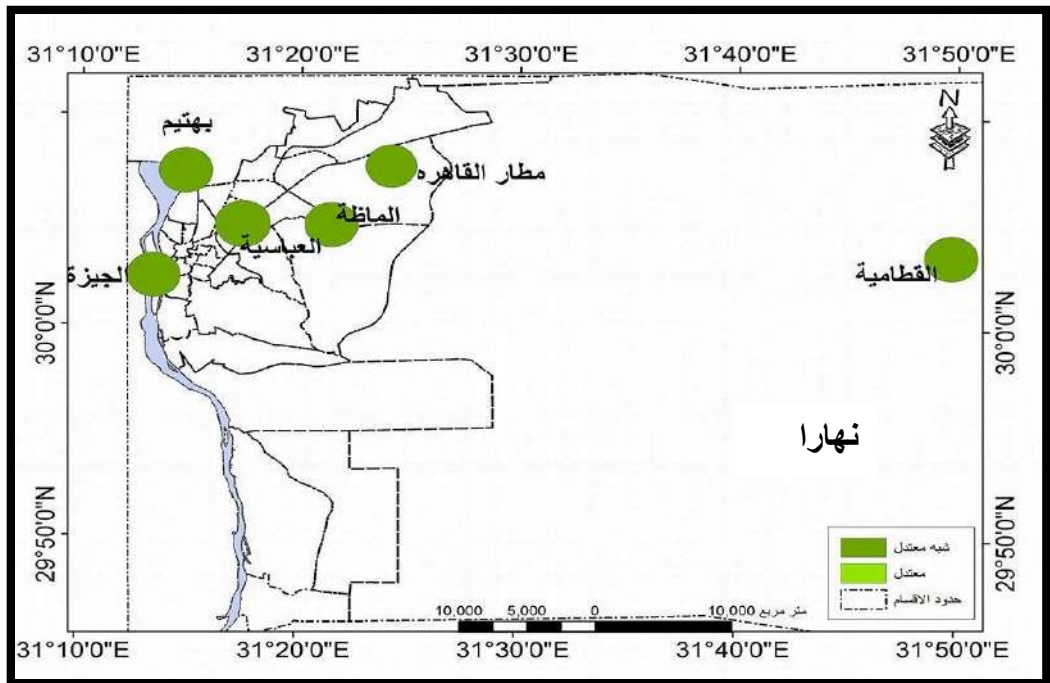 31°10'0"E 31°20'0"E 31°30'0"E 31°40'0"E 31°50'0"E
N
بهتيم
مطار القاهره
الماظة
العباسية
الجيزة
القطامية
30°0'0"N 30°0'0"N
نهارا
29°50'0"N 29°50'0"N
شبه معتدل
معتدل
حدود الاقسام
10,000 5,000 0 10,000 متر مربع
31°10'0"E 31°20'0"E 31°30'0"E 31°40'0"E 31°50'0"E